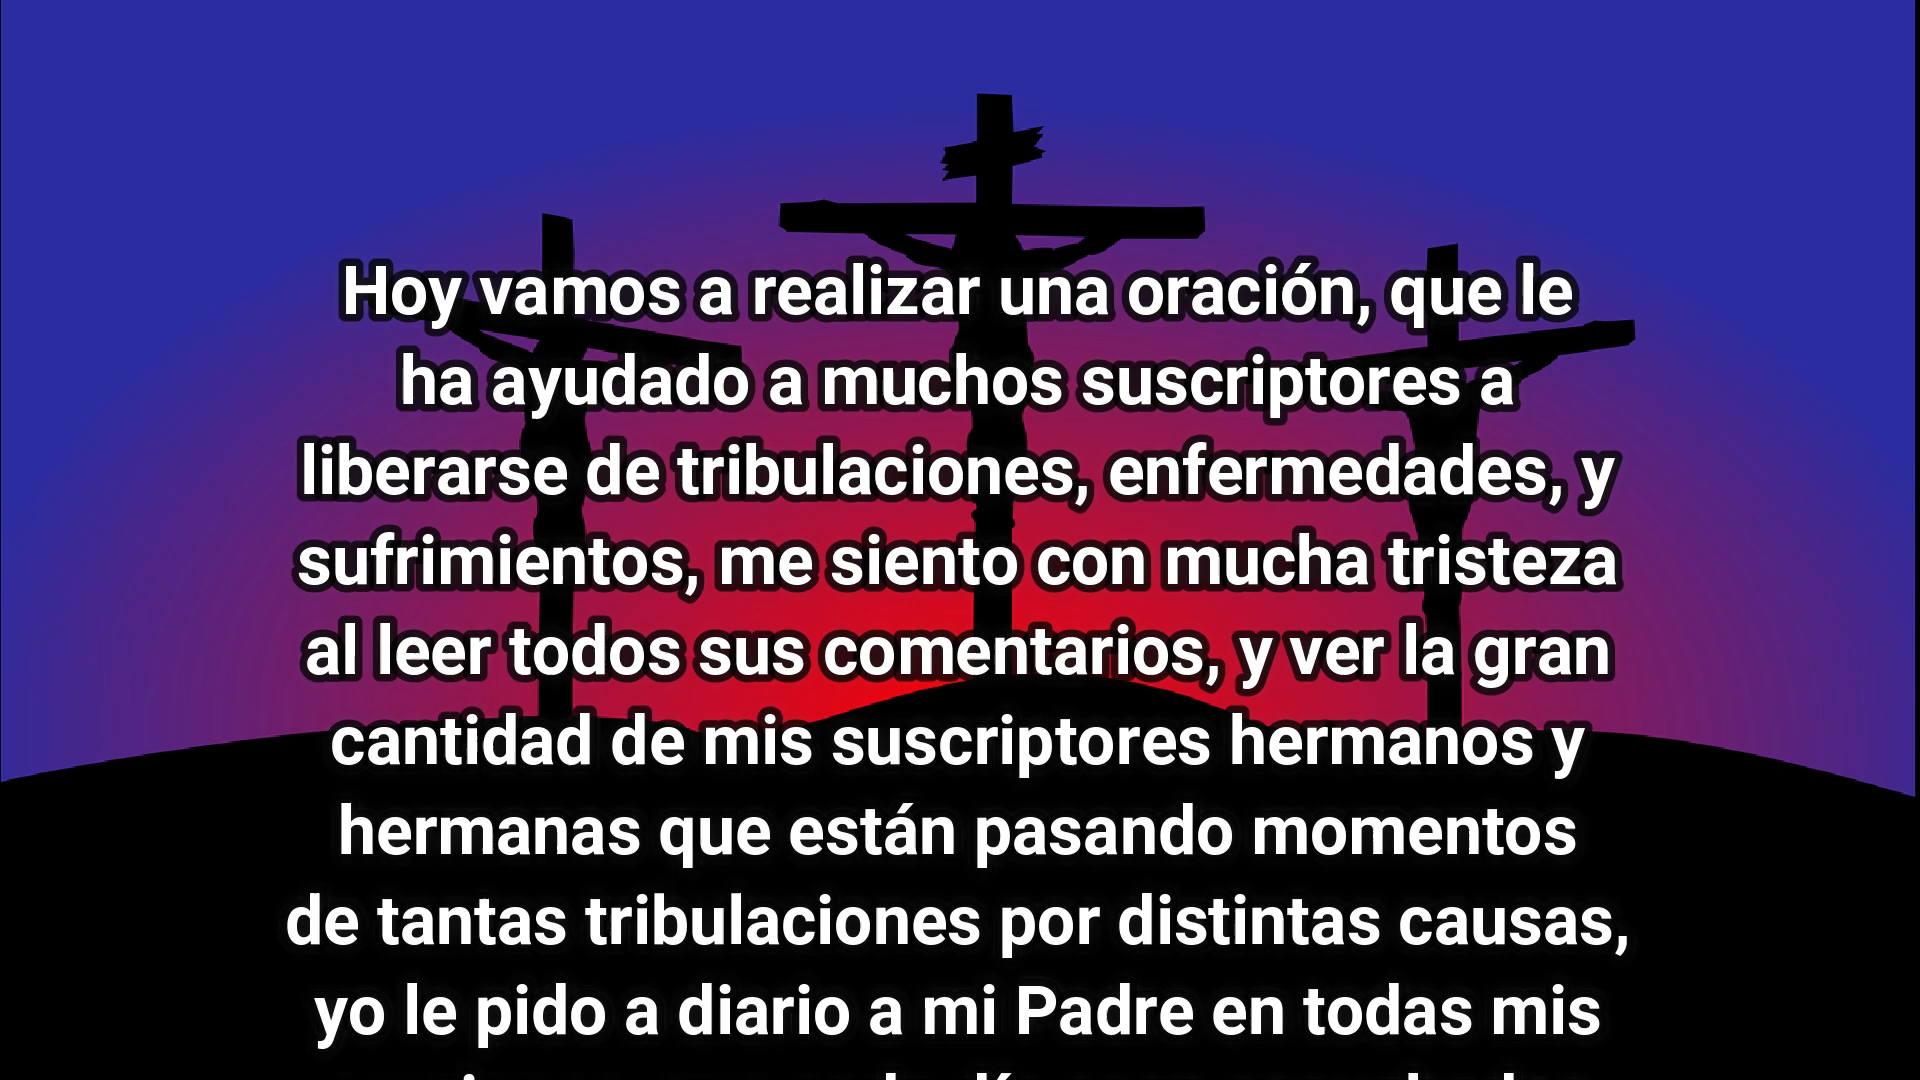 Hoy vamos a realizar una oración, que le
ha ayudado a muchos suscriptores a
liberarse de tribulaciones, enfermedades, y
sufrimientos, me siento con mucha tristeza
al leer todos sus comentarios, y ver la gran
cantidad de mis suscriptores hermanos y
hermanas que están pasando momentos
de tantas tribulaciones por distintas causas,
yo le pido a diario a mi Padre en todas mis